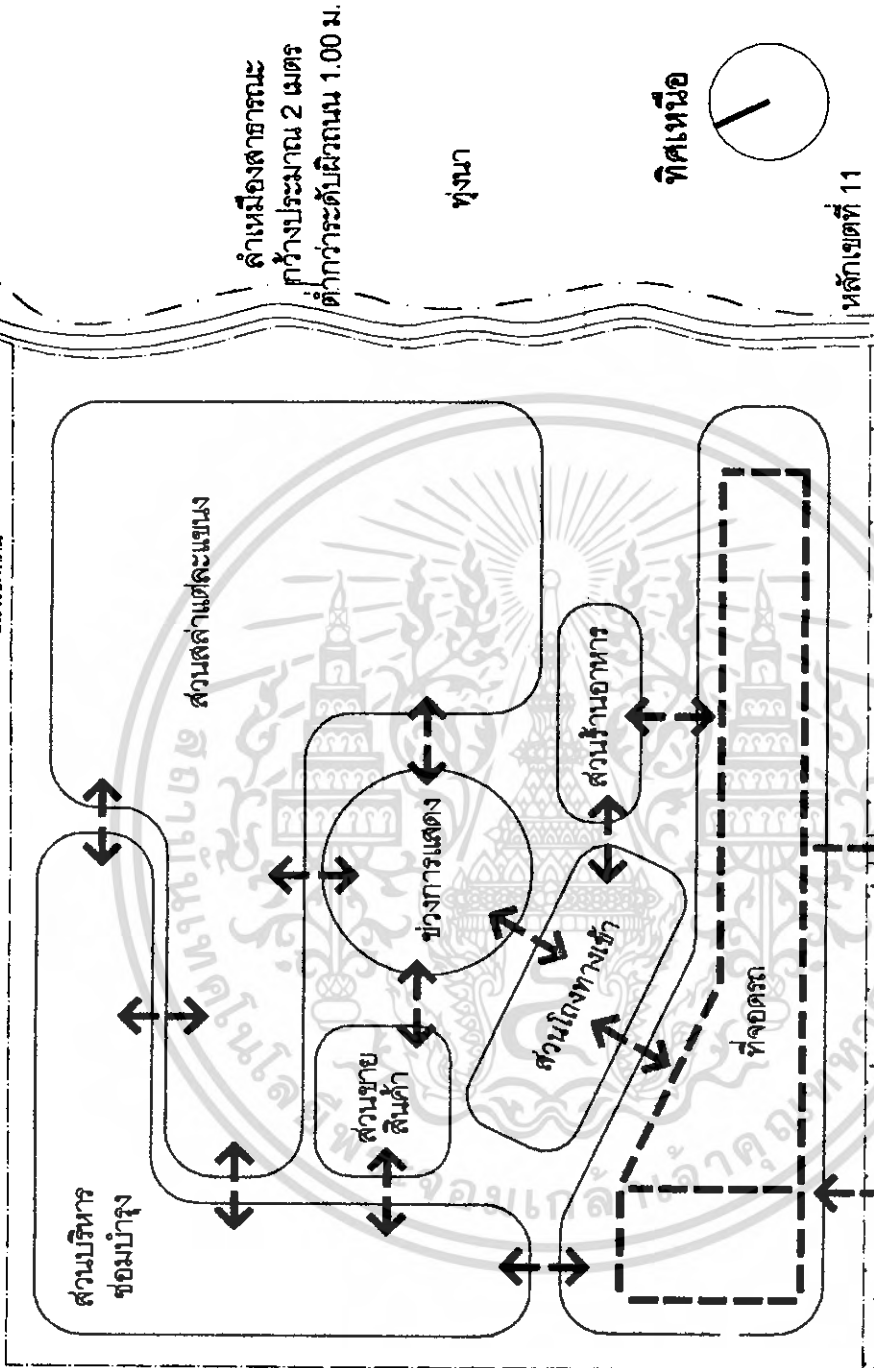 ลำเหมืองสาธารณะ
กว้างประมาณ 2 เมตร
ต่ำกว่าระดับผิวถนน 1.00 ม.
ทุ่งนา
ทิศเหนือ
หลักเขตที่ 11
ส่วนสล่าแต่ละแขนง
ส่วนบริหาร
ซ่อมบำรุง
ส่วนขาย
สินค้า
ข่วงการแสดง
ส่วนร้านอาหาร
ส่วนโถงทางเข้า
ที่จอดรถ